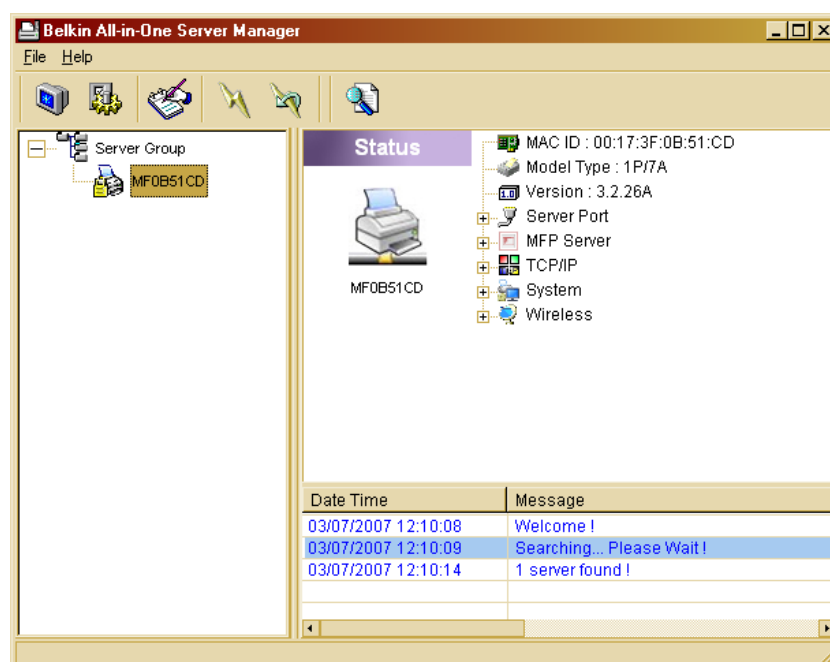 Belkin All-in-One Server Manager
File Help
Server Group
MF0B51CD
Status
MF0B51CD
MAC ID : 00:17:3F:0B:51:CD
Model Type : 1P/7A
1.0 Version : 3.2.26A
Server Port
MFP Server
TCP/IP
System
Wireless
Date Time Message
03/07/2007 12:10:08 Welcome !
03/07/2007 12:10:09 Searching... Please Wait !
03/07/2007 12:10:14 1 server found !